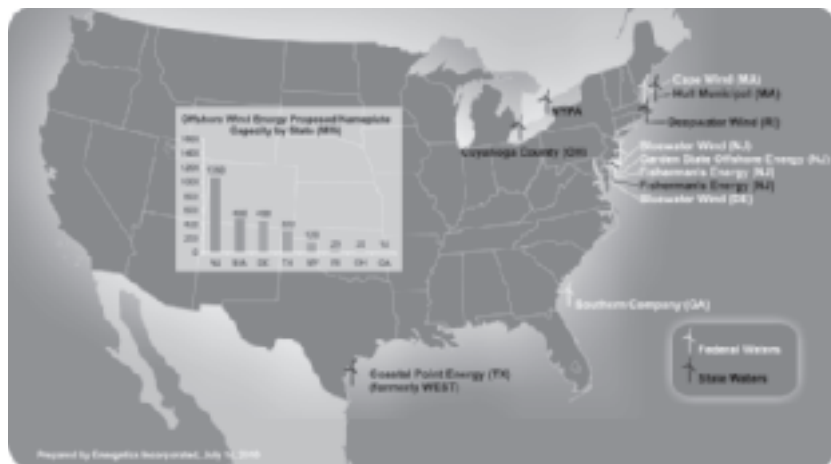 Offshore Wind Energy Proposed Nameplate
Capacity by State (MW)
1600
1400
1200
1000
800
600
400
200
0
NJ MA DE TX NY RI OH GA
Cape Wind (MA)
Hull Municipal (MA)
NYPA
Deepwater Wind (RI)
Cuyahoga County (OH)
Bluewater Wind (NJ)
Garden State Offshore Energy (NJ)
Fisherman's Energy (NJ)
Fisherman's Energy (NJ)
Bluewater Wind (DE)
Southern Company (GA)
Federal Waters
State Waters
Coastal Point Energy (TX)
(formerly WEST)
Prepared by Energetics Incorporated, July